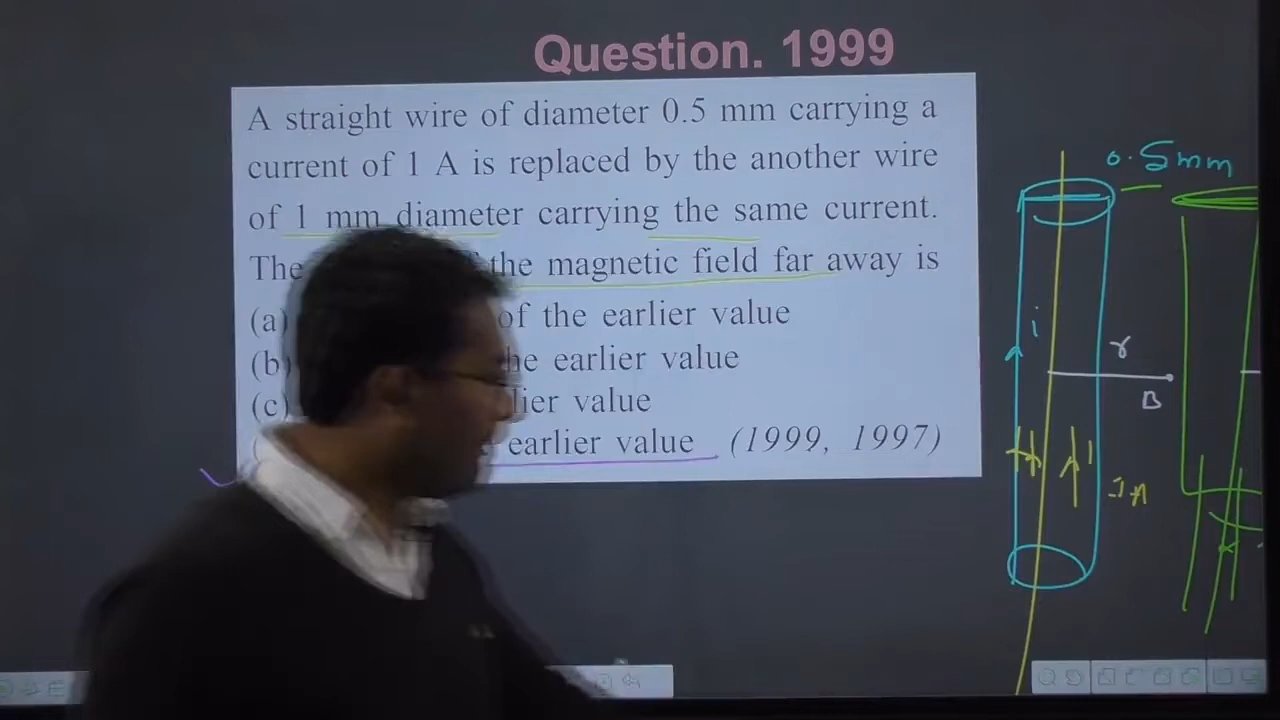 Question. 1999
A straight wire of diameter 0.5 mm carrying a
current of 1 A is replaced by the another wire
of 1 mm diameter carrying the same current.
The the magnetic field far away is
(a) of the earlier value
(b) the earlier value
(c) earlier value
earlier value (1999, 1997)
0.5mm
i
r
B
1A